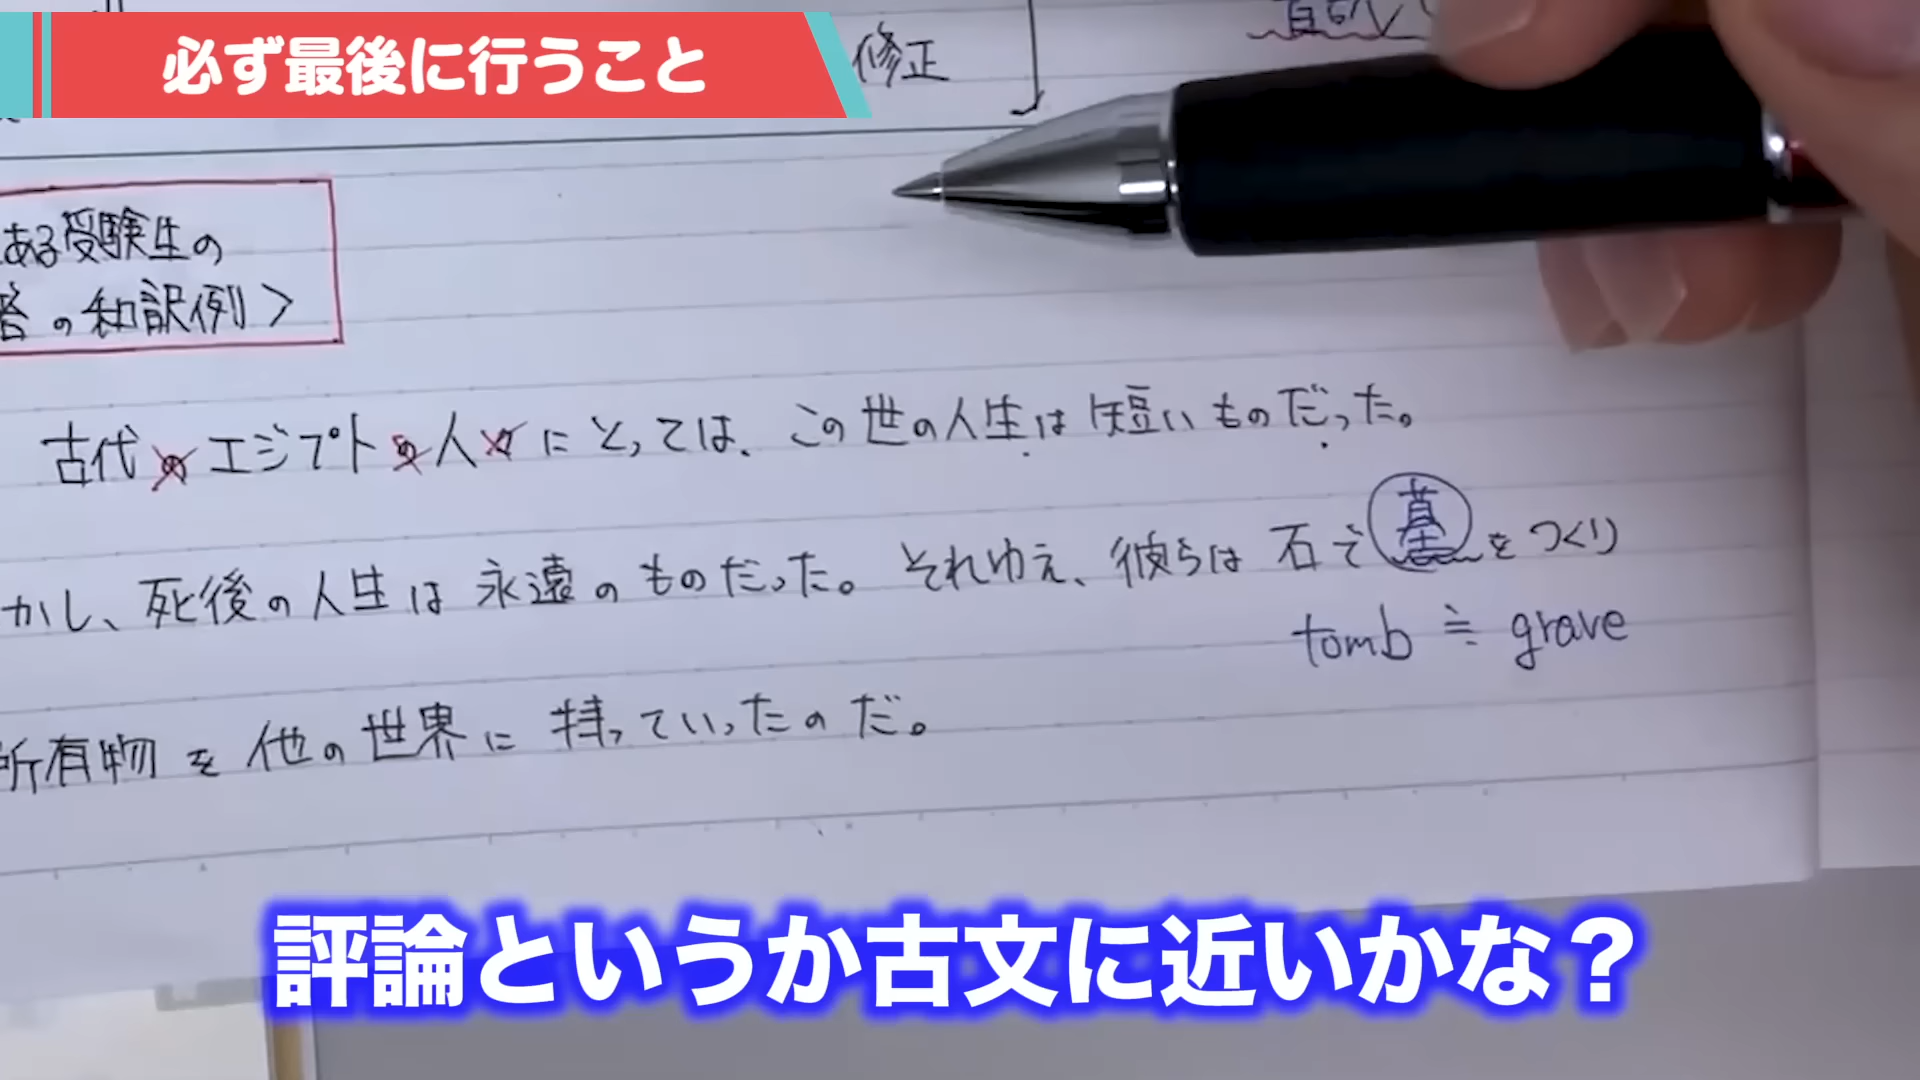 必ず最後に行うこと
修正
ある受験生の
の和訳例>
古代のエジプトの人々にとっては、この世の人生は短いものだった。
かし、死後の人生は永遠のものだった。それゆえ、彼らは石で墓をつくり
tomb ≒ grave
所有物を他の世界に持っていったのだ。
評論というか古文に近いかな?